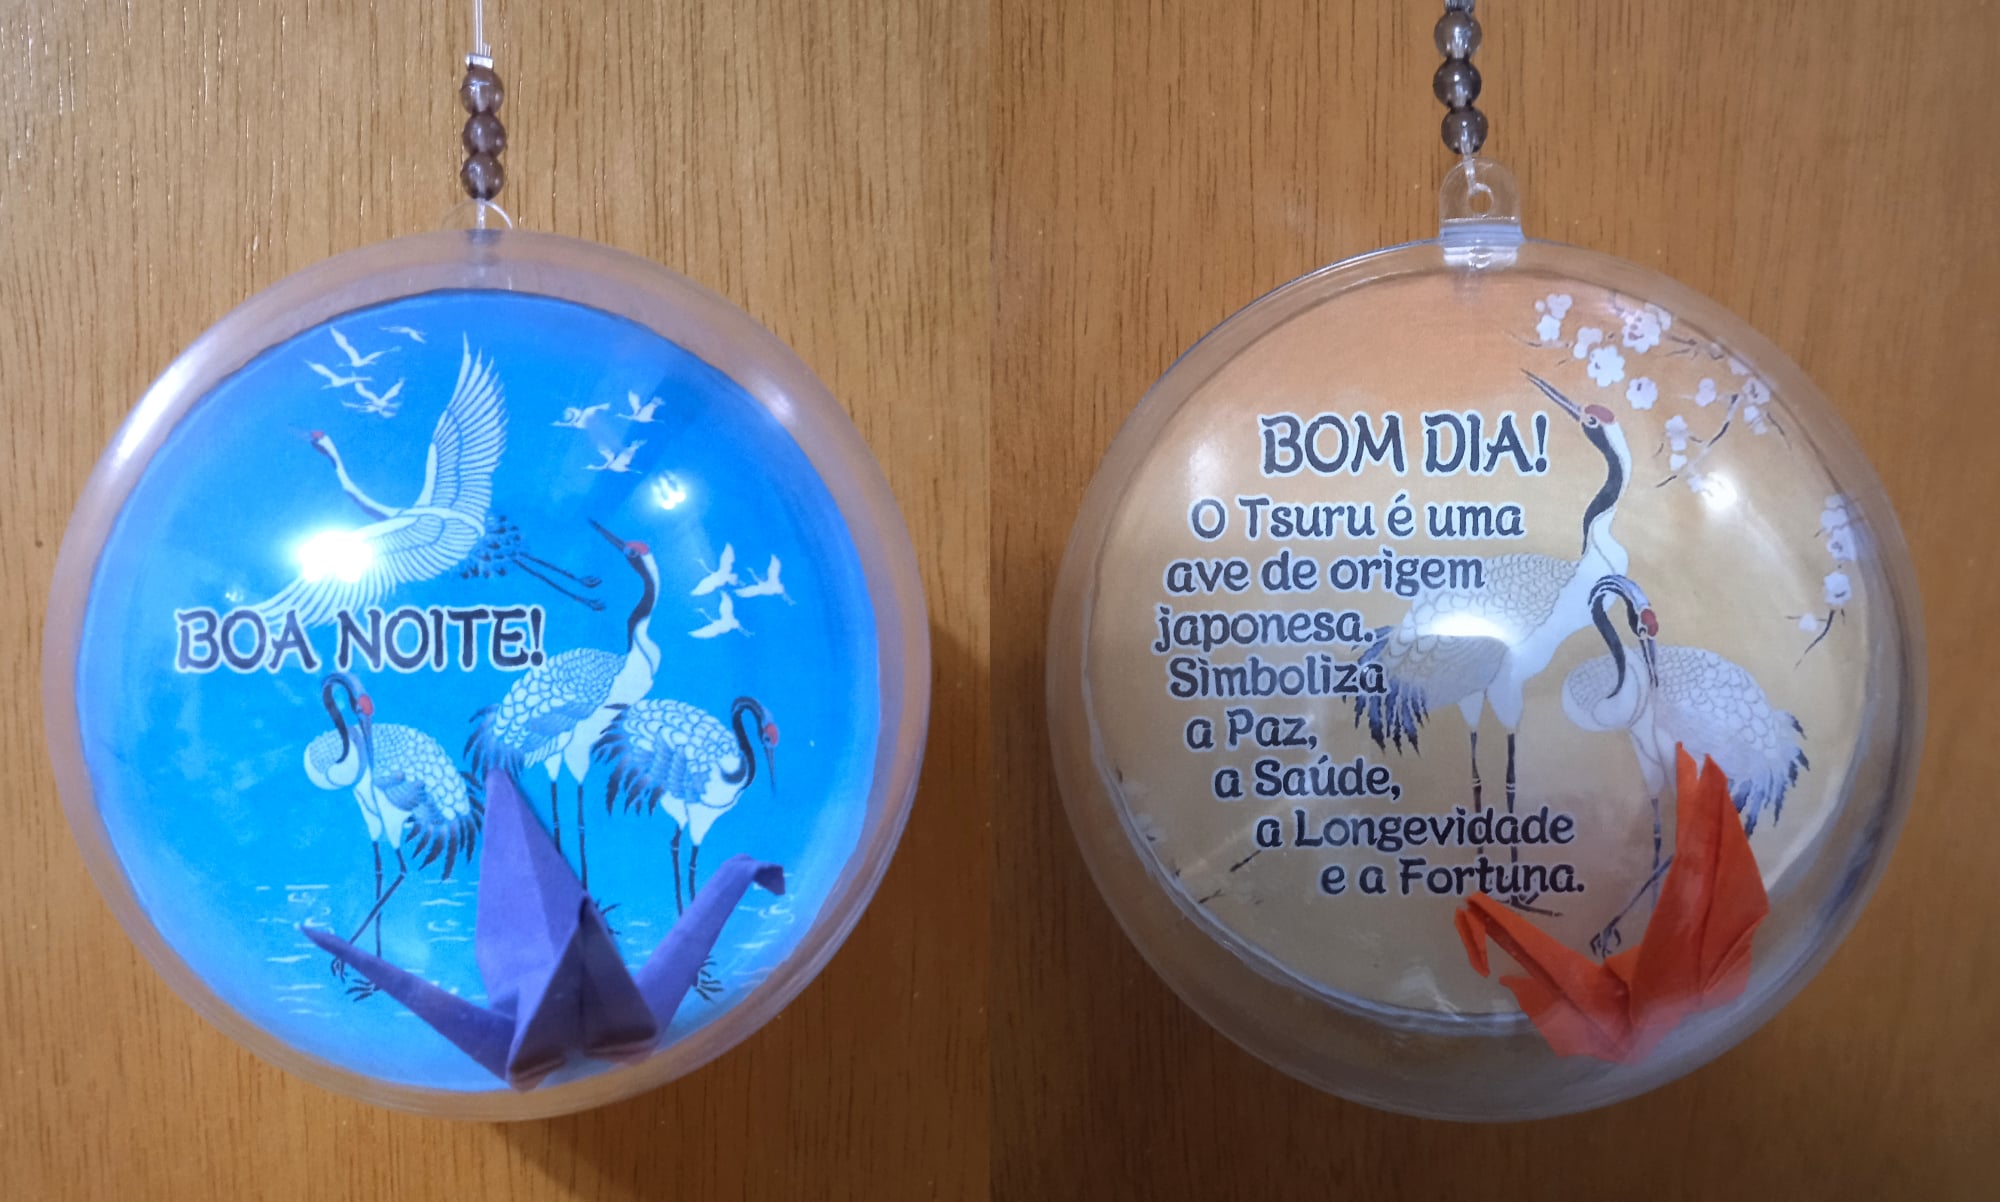 BOA NOITE!
BOM DIA!
O Tsuru é uma
ave de origem
japonesa.
Simboliza
a Paz,
a Saúde,
a Longevidade
e a Fortuna.